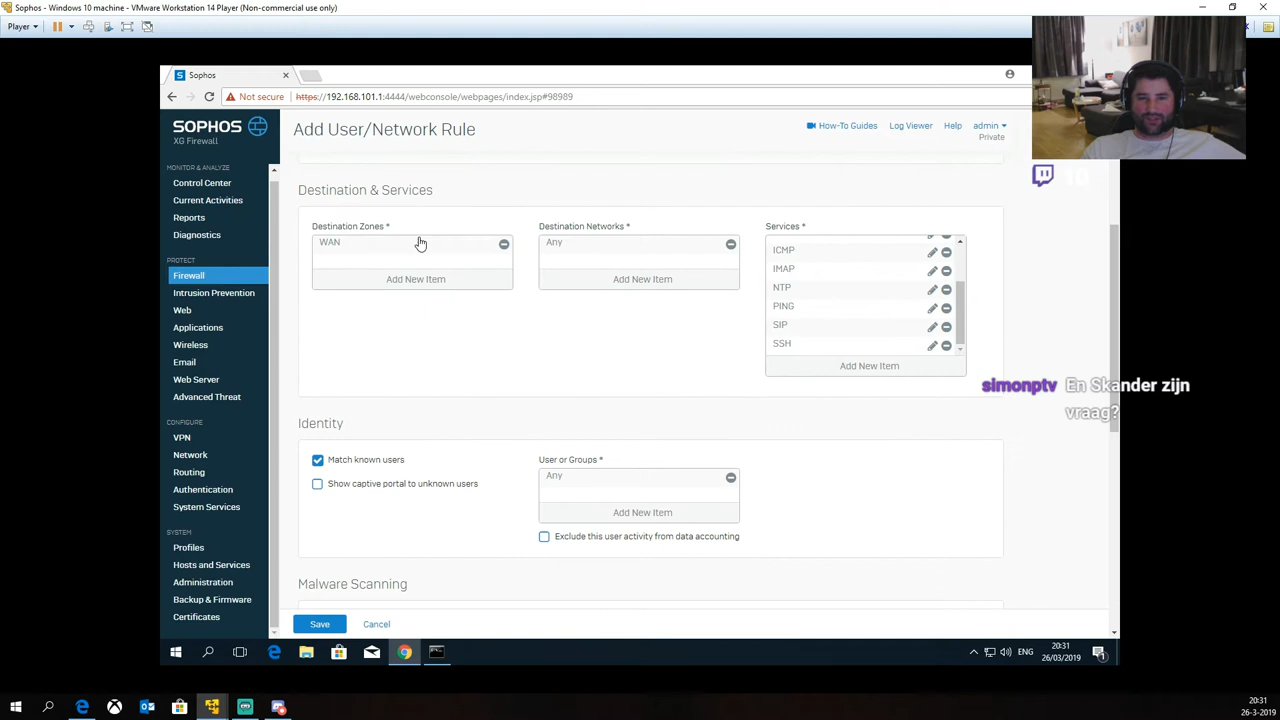 Sophos - Windows 10 machine - VMware Workstation 14 Player (Non-commercial use only)
Player
Sophos
Not secure
https://192.168.101.1:4444/webconsole/webpages/index.jsp#98989
SOPHOS
XG Firewall
Add User/Network Rule
How-To Guides
Log Viewer
Help
admin
Private
MONITOR & ANALYZE
Control Center
Current Activities
Reports
Diagnostics
PROTECT
Firewall
Intrusion Prevention
Web
Applications
Wireless
Email
Web Server
Advanced Threat
CONFIGURE
VPN
Network
Routing
Authentication
System Services
SYSTEM
Profiles
Hosts and Services
Administration
Backup & Firmware
Certificates
Destination & Services
Destination Zones *
WAN
Add New Item
Destination Networks *
Any
Add New Item
Services *
ICMP
IMAP
NTP
PING
SIP
SSH
Add New Item
Identity
Match known users
Show captive portal to unknown users
User or Groups *
Any
Add New Item
Exclude this user activity from data accounting
Malware Scanning
Save
Cancel
simonptv En Skander zijn
vraag?
ENG
20:31
26/03/2019
20:31
26-3-2019